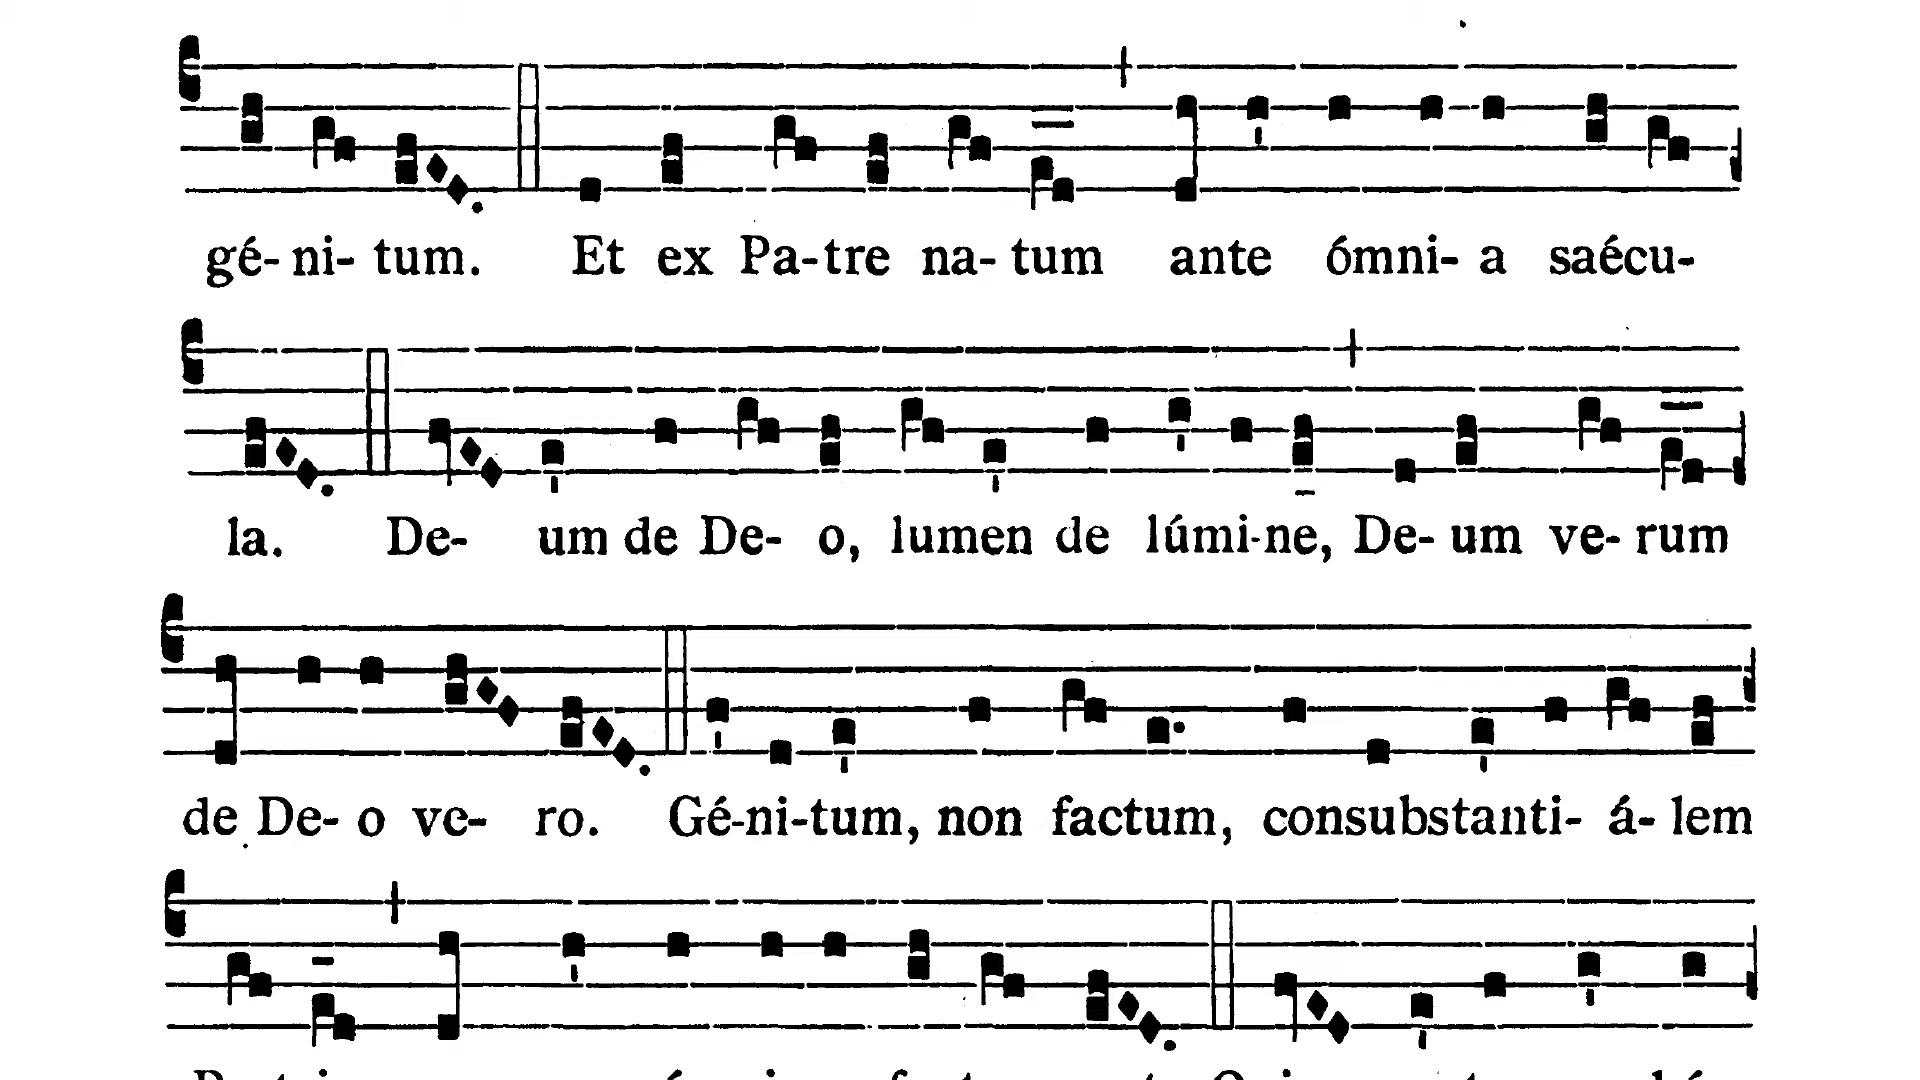 gé- ni- tum. Et ex Pa-tre na- tum ante ómni- a saécu-
la. De- um de De- o, lumen de lúmi-ne, De- um ve- rum
de De- o ve- ro. Gé-ni-tum, non factum, consubstanti- á- lem